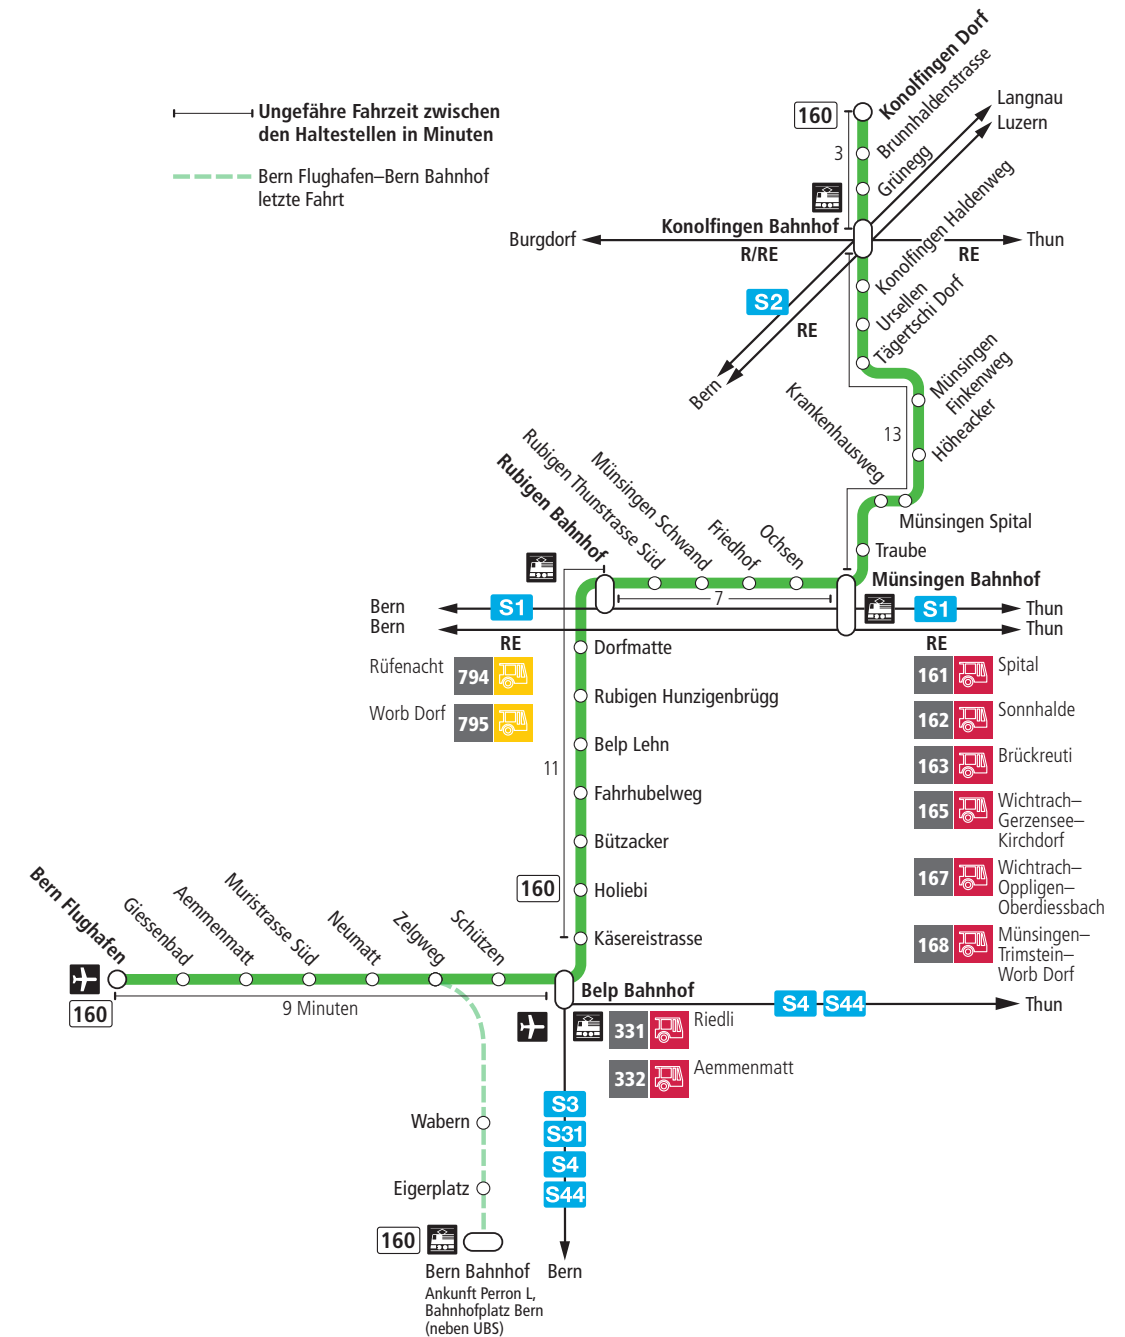 Ungefähre Fahrzeit zwischen
den Haltestellen in Minuten
Bern Flughafen–Bern Bahnhof
letzte Fahrt
160
Konolfingen Dorf
Brunnhaldenstrasse
Grünegg
3
Langnau
Luzern
Konolfingen Bahnhof
Burgdorf
R/RE
RE
Thun
S2
RE
Bern
Konolfingen Haldenweg
Ursellen
Tägertschi Dorf
Münsingen
Finkenweg
Höheacker
13
Krankenhausweg
Münsingen Spital
Traube
Münsingen Bahnhof
Ochsen
Friedhof
Münsingen Schwand
Rubigen Thunstrasse Süd
Rubigen Bahnhof
7
Bern
S1
S1
Thun
Bern
Thun
RE
RE
Rüfenacht
794
Worb Dorf
795
161
Spital
162
Sonnhalde
163
Brückreuti
165
Wichtrach–
Gerzensee–
Kirchdorf
167
Wichtrach–
Oppligen–
Oberdiessbach
168
Münsingen–
Trimstein–
Worb Dorf
Dorfmatte
Rubigen Hunzigenbrügg
Belp Lehn
11
Fahrhubelweg
Bützacker
160
Holiebi
Käsereistrasse
Bern Flughafen
Giessenbad
Aemmenmatt
Muristrasse Süd
Neumatt
Zelgweg
Schützen
160
9 Minuten
Belp Bahnhof
S4
S44
Thun
331
Riedli
332
Aemmenmatt
S3
S31
S4
S44
Bern
Wabern
Eigerplatz
160
Bern Bahnhof
Ankunft Perron L,
Bahnhofplatz Bern
(neben UBS)